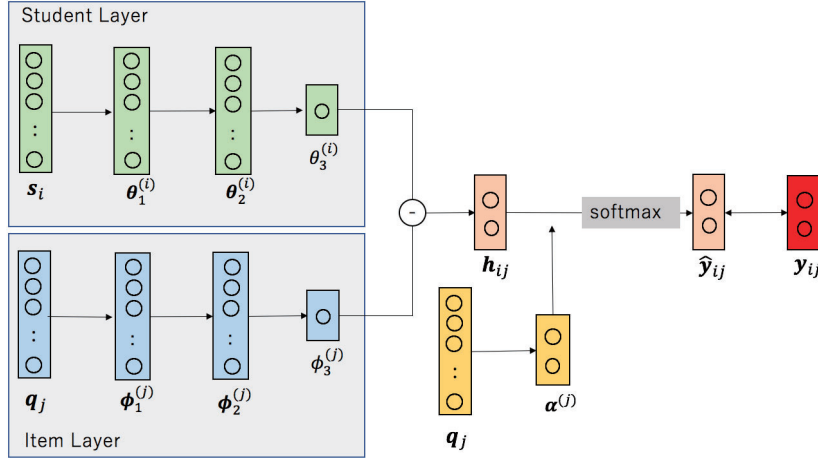 Student Layer
s_i
θ_1^(i)
θ_2^(i)
θ_3^(i)
-
h_ij
softmax
ŷ_ij
y_ij
q_j
ϕ_1^(j)
ϕ_2^(j)
ϕ_3^(j)
Item Layer
q_j
α^(j)